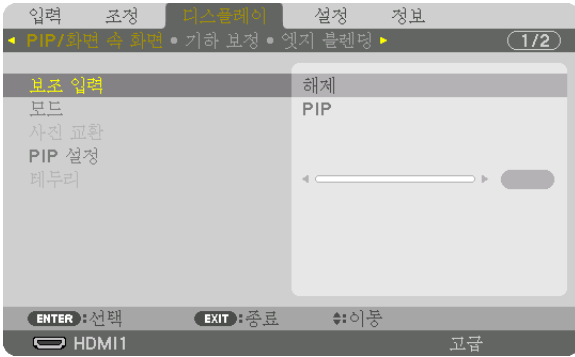 입력 조정 디스플레이 설정 정보
PIP/화면 속 화면 • 기하 보정 • 엣지 블렌딩 (1/2)
보조 입력 해제
모드 PIP
사진 교환
PIP 설정
테두리
ENTER :선택 EXIT :종료 :이동
HDMI1 고급